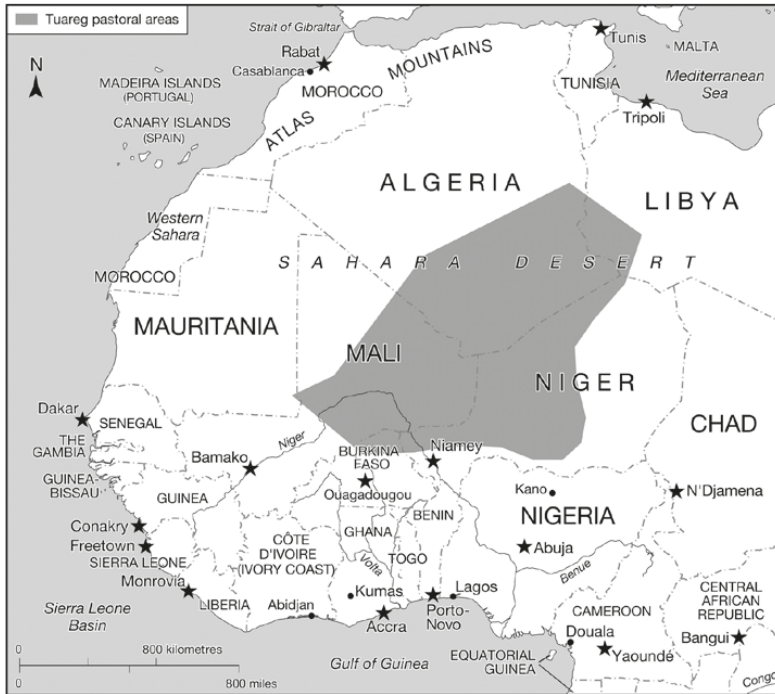 Tuareg pastoral areas
Strait of Gibraltar
Tunis
MALTA
Mediterranean
Sea
N
Rabat
Casablanca
MOROCCO
ATLAS
MOUNTAINS
TUNISIA
Tripoli
MADEIRA ISLANDS
(PORTUGAL)
CANARY ISLANDS
(SPAIN)
ALGERIA
LIBYA
Western
Sahara
SAHARA DESERT
MOROCCO
MAURITANIA
MALI
NIGER
CHAD
Dakar
SENEGAL
THE
GAMBIA
GUINEA-
BISSAU
Bamako
Niger
BURKINA
FASO
Ouagadougou
Niamey
GUINEA
Kano
N'Djamena
NIGERIA
BENIN
GHANA
TOGO
Conakry
Freetown
SIERRA LEONE
Monrovia
LIBERIA
CÔTE
D'IVOIRE
(IVORY COAST)
Volta
Abuja
Benue
Kumas
Lagos
Abidjan
Accra
Porto-
Novo
CAMEROON
CENTRAL
AFRICAN
REPUBLIC
Douala
Yaoundé
Bangui
Sierra Leone
Basin
Gulf of Guinea
EQUATORIAL
GUINEA
Congo
0 800 kilometres
0 800 miles